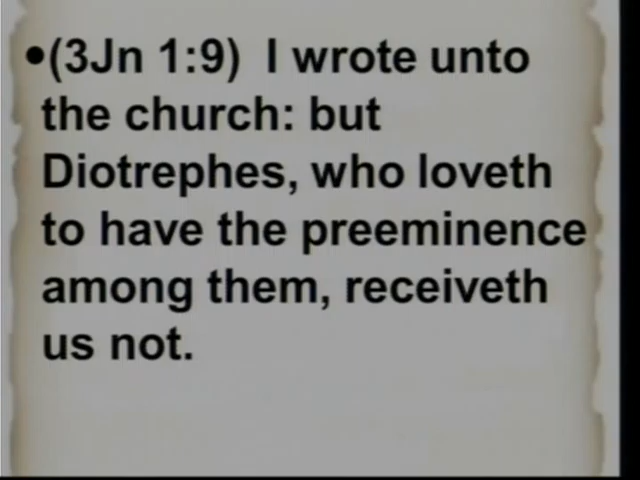 •(3Jn 1:9) I wrote unto
the church: but
Diotrephes, who loveth
to have the preeminence
among them, receiveth
us not.